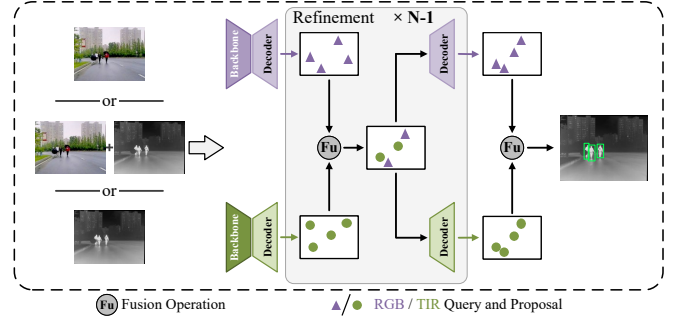 Refinement × N-1
Backbone
Decoder
Decoder
or
+
Fu
Fu
or
Backbone
Decoder
Decoder
Fu Fusion Operation
/ RGB / TIR Query and Proposal